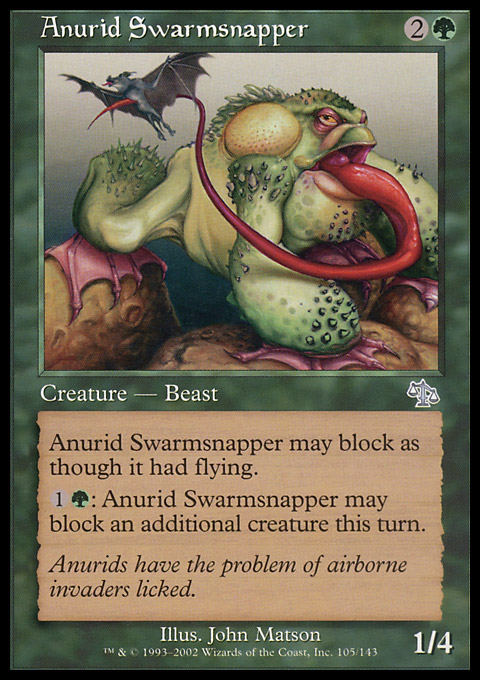 Anurid Swarmsnapper 2
Creature — Beast
Anurid Swarmsnapper may block as
though it had flying.
1 : Anurid Swarmsnapper may
block an additional creature this turn.
Anurids have the problem of airborne
invaders licked.
Illus. John Matson
™ & © 1993–2002 Wizards of the Coast, Inc. 105/143
1/4